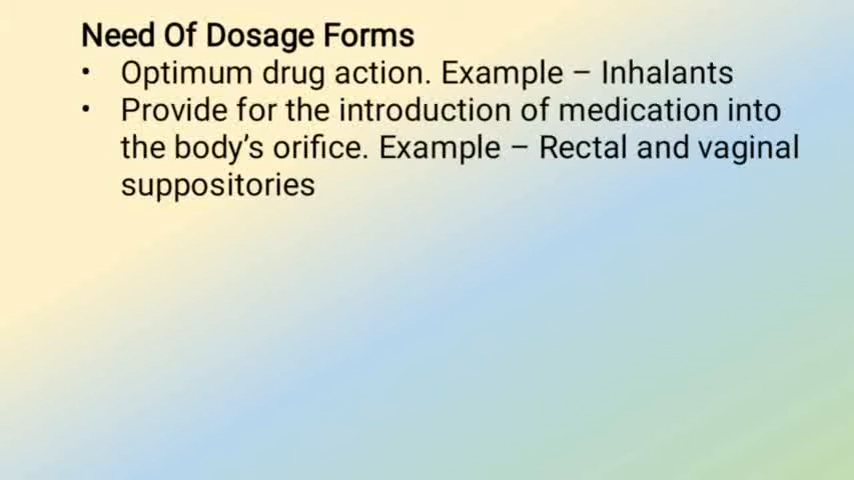 Need Of Dosage Forms
• Optimum drug action. Example – Inhalants
• Provide for the introduction of medication into
the body’s orifice. Example – Rectal and vaginal
suppositories